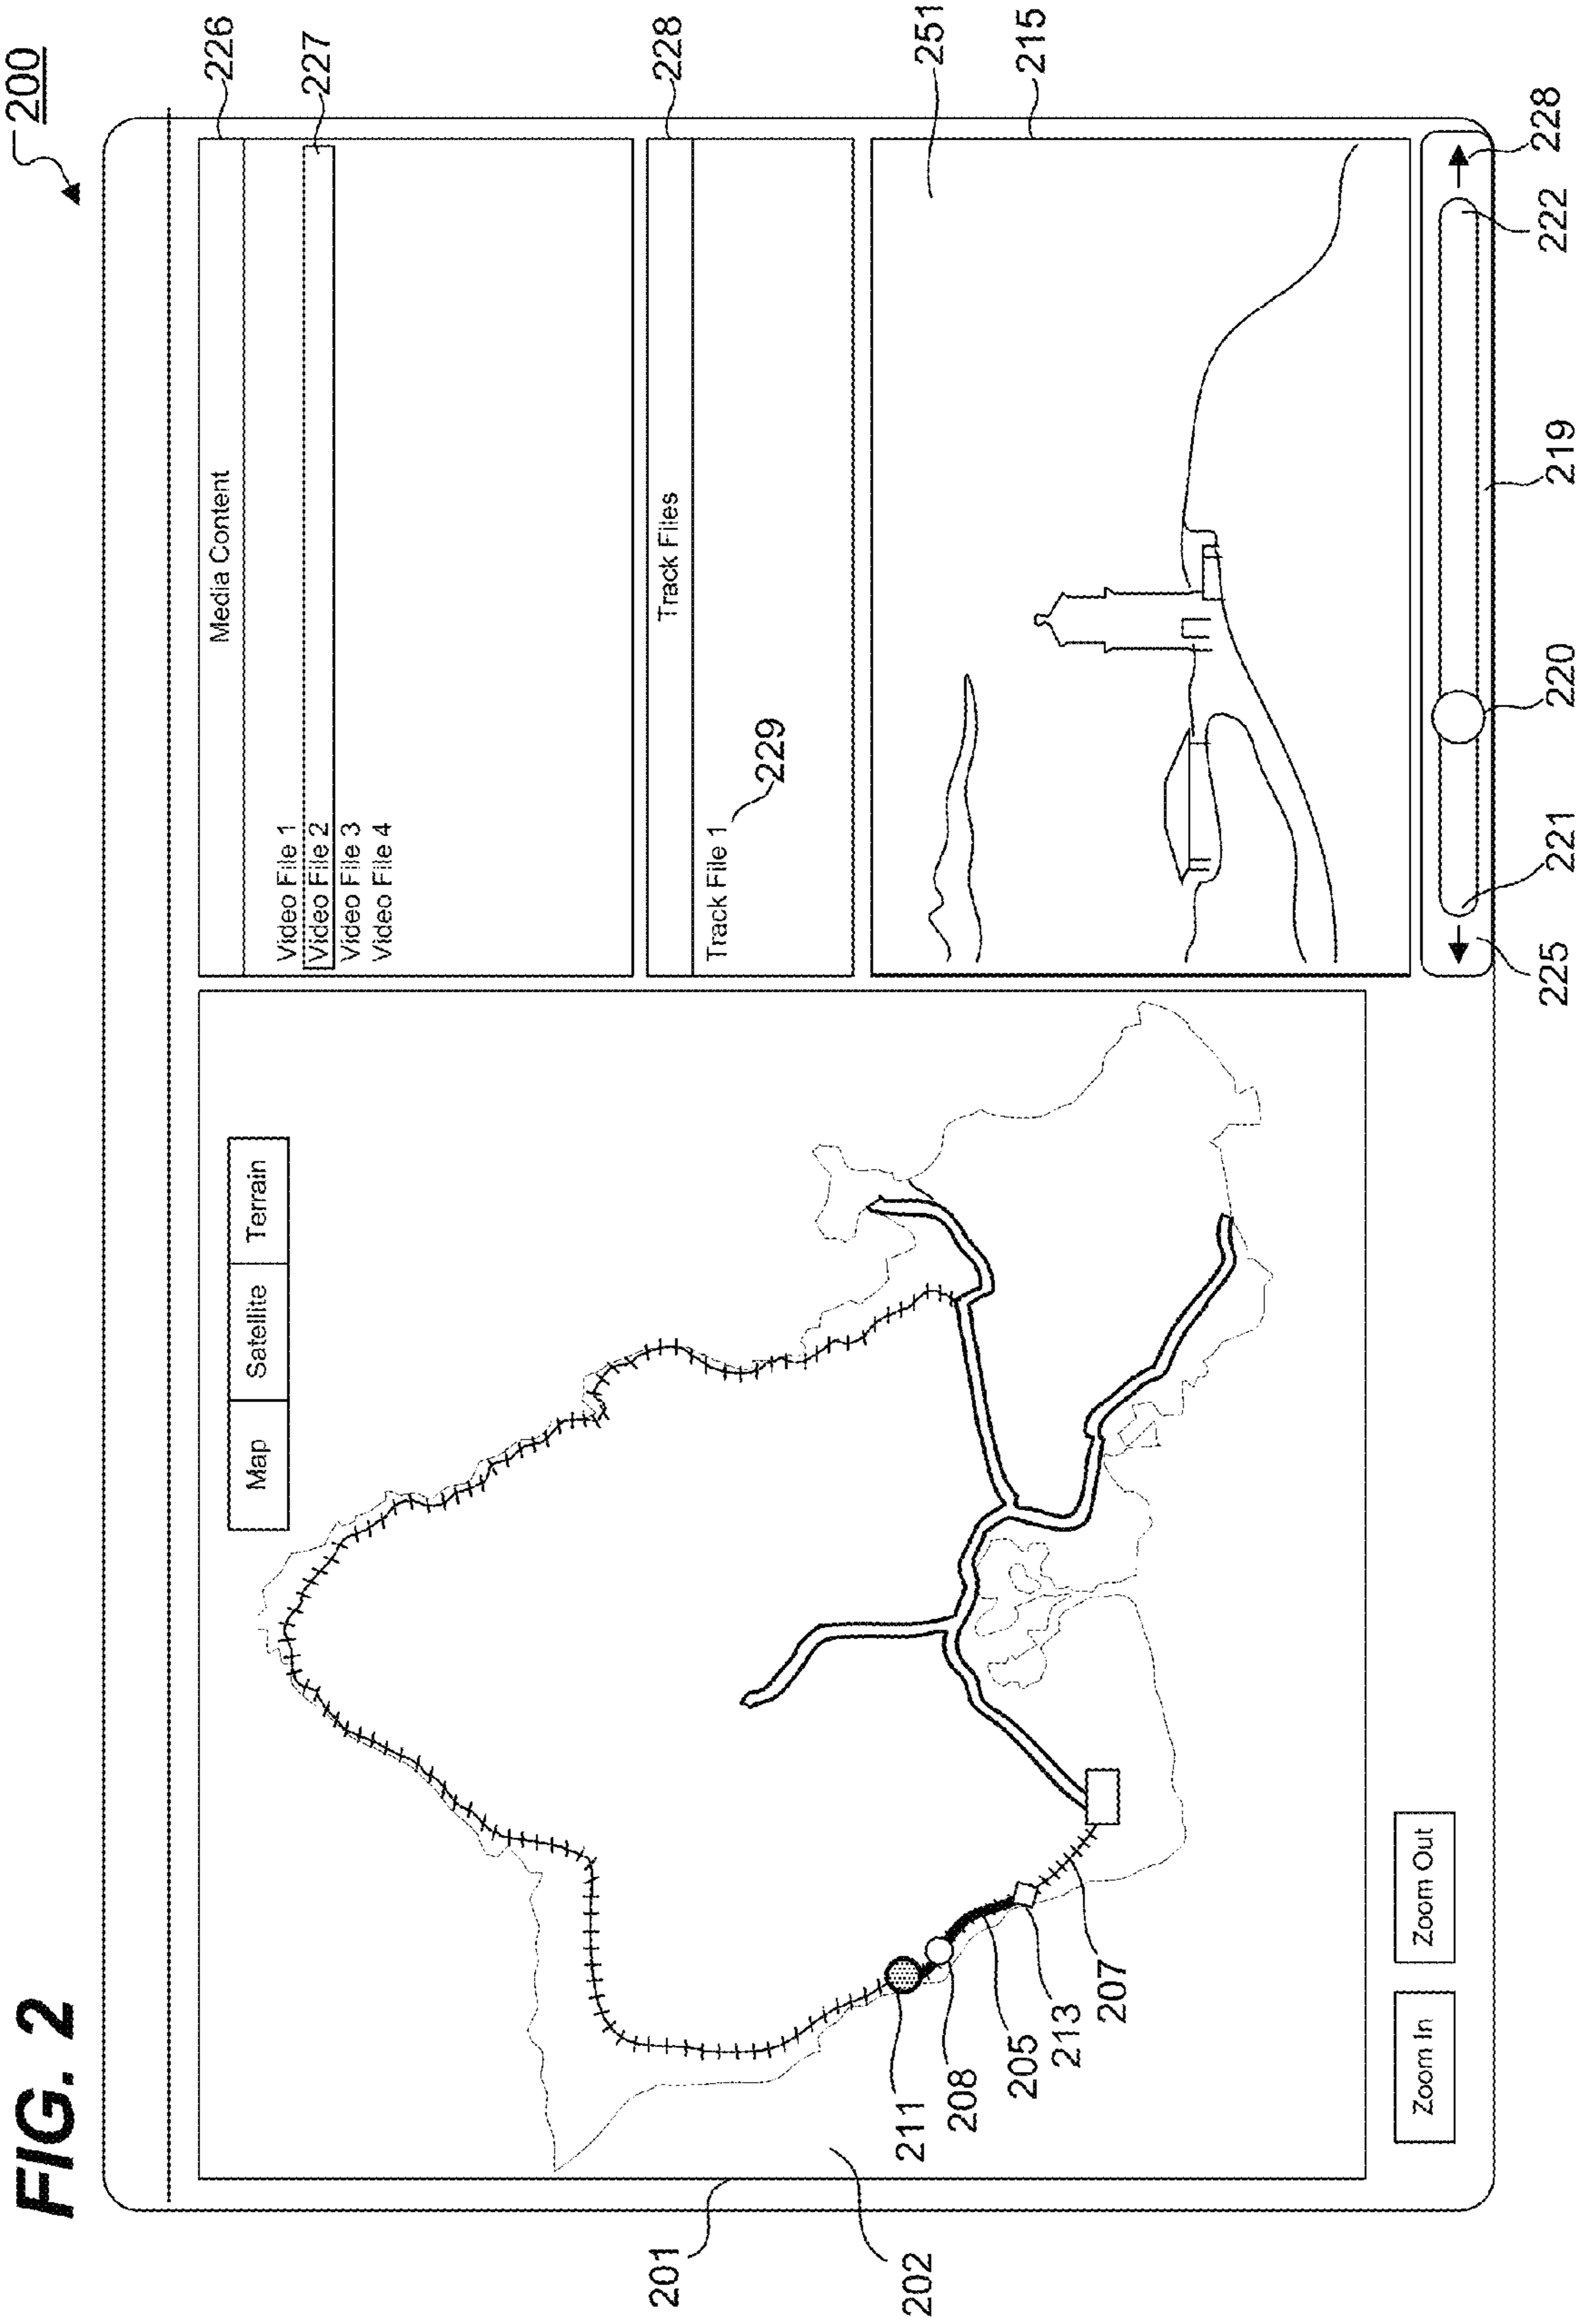 FIG. 2
200
Map
Satellite
Terrain
Media Content
226
Video File 1
Video File 2
227
Video File 3
Video File 4
Track Files
228
Track File 1
229
251
215
201
202
211
208
205
213
207
Zoom In
Zoom Out
225
221
220
219
222
228